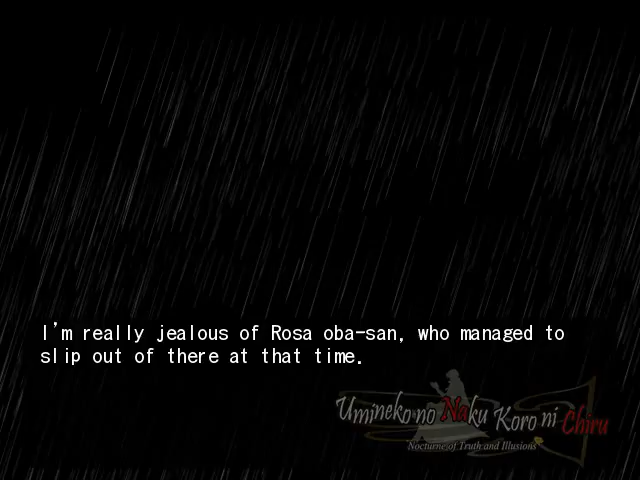 I'm really jealous of Rosa oba-san, who managed to
slip out of there at that time.
Umineko no Naku Koro ni Chiru
Nocturne of Truth and Illusions